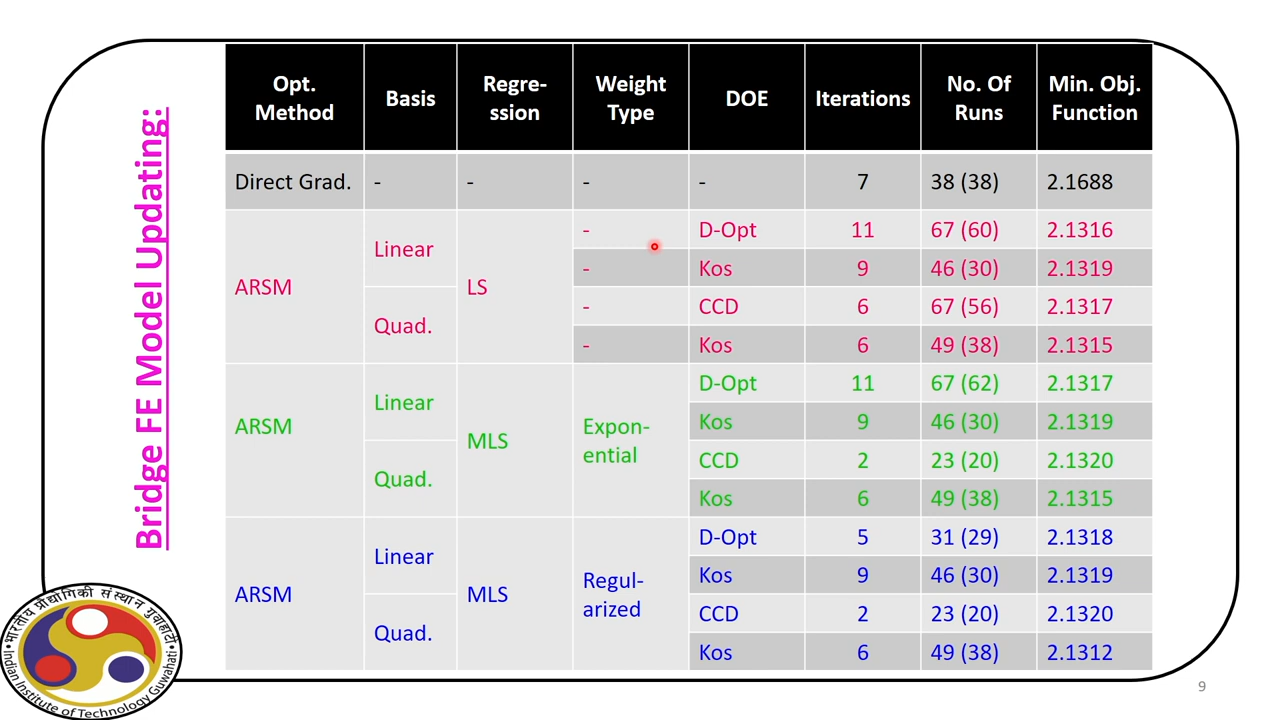 Bridge FE Model Updating:
Opt. Method Basis Regre-ssion Weight Type DOE Iterations No. Of Runs Min. Obj. Function
Direct Grad. - - - - 7 38 (38) 2.1688
ARSM Linear LS - D-Opt 11 67 (60) 2.1316
- Kos 9 46 (30) 2.1319
Quad. - CCD 6 67 (56) 2.1317
- Kos 6 49 (38) 2.1315
ARSM Linear MLS Expon-ential D-Opt 11 67 (62) 2.1317
Kos 9 46 (30) 2.1319
Quad. CCD 2 23 (20) 2.1320
Kos 6 49 (38) 2.1315
ARSM Linear MLS Regul-arized D-Opt 5 31 (29) 2.1318
Kos 9 46 (30) 2.1319
Quad. CCD 2 23 (20) 2.1320
Kos 6 49 (38) 2.1312
भारतीय प्रौद्योगिकी संस्थान गुवाहाटी
Indian Institute of Technology Guwahati
9